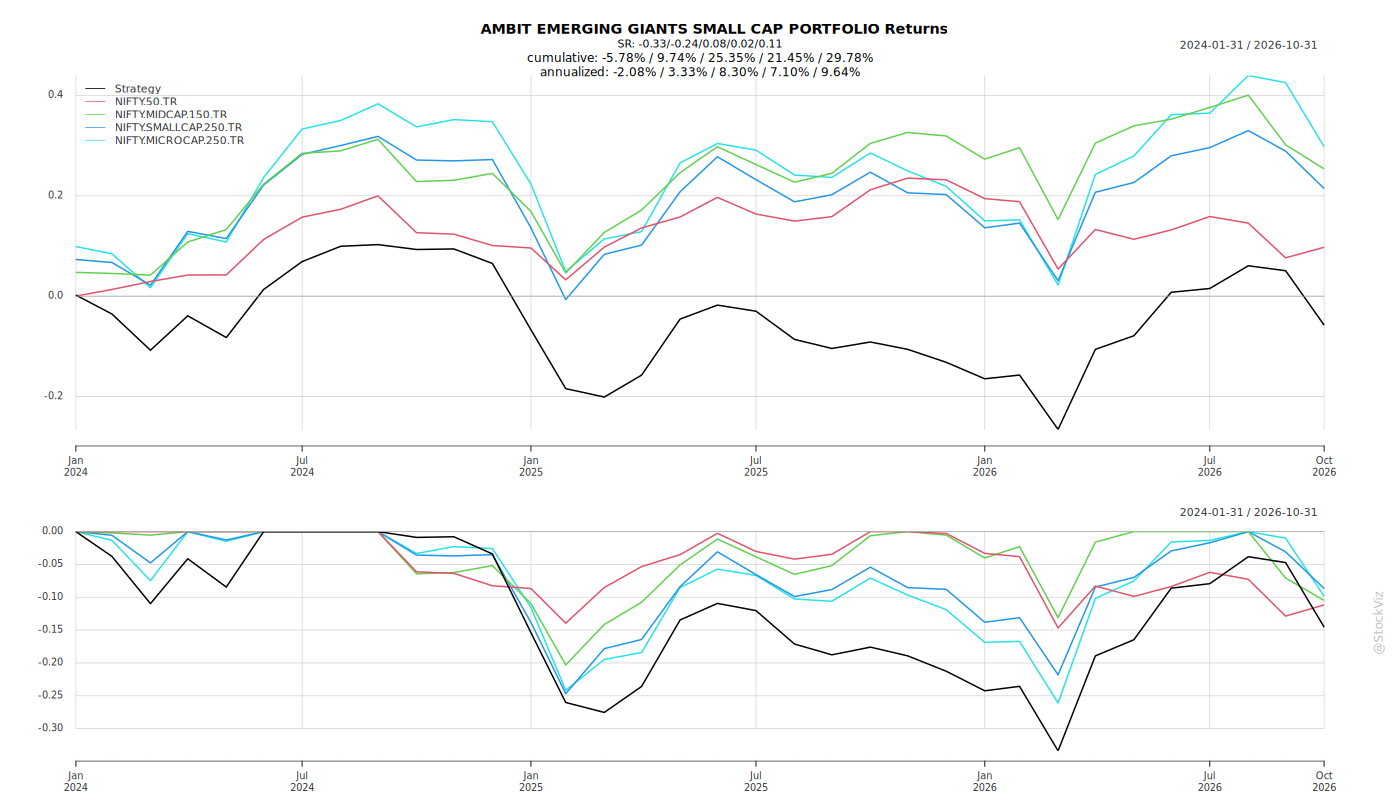 AMBIT EMERGING GIANTS SMALL CAP PORTFOLIO Returns
SR: -0.33/-0.24/0.08/0.02/0.11
cumulative: -5.78% / 9.74% / 25.35% / 21.45% / 29.78%
annualized: -2.08% / 3.33% / 8.30% / 7.10% / 9.64%
2024-01-31 / 2026-10-31
Strategy
NIFTY.50.TR
NIFTY.MIDCAP.150.TR
NIFTY.SMALLCAP.250.TR
NIFTY.MICROCAP.250.TR
0.4
0.2
0.0
-0.2
Jan 2024
Jul 2024
Jan 2025
Jul 2025
Jan 2026
Jul 2026
Oct 2026
2024-01-31 / 2026-10-31
0.00
-0.05
-0.10
-0.15
-0.20
-0.25
-0.30
Jan 2024
Jul 2024
Jan 2025
Jul 2025
Jan 2026
Jul 2026
Oct 2026
@StockViz